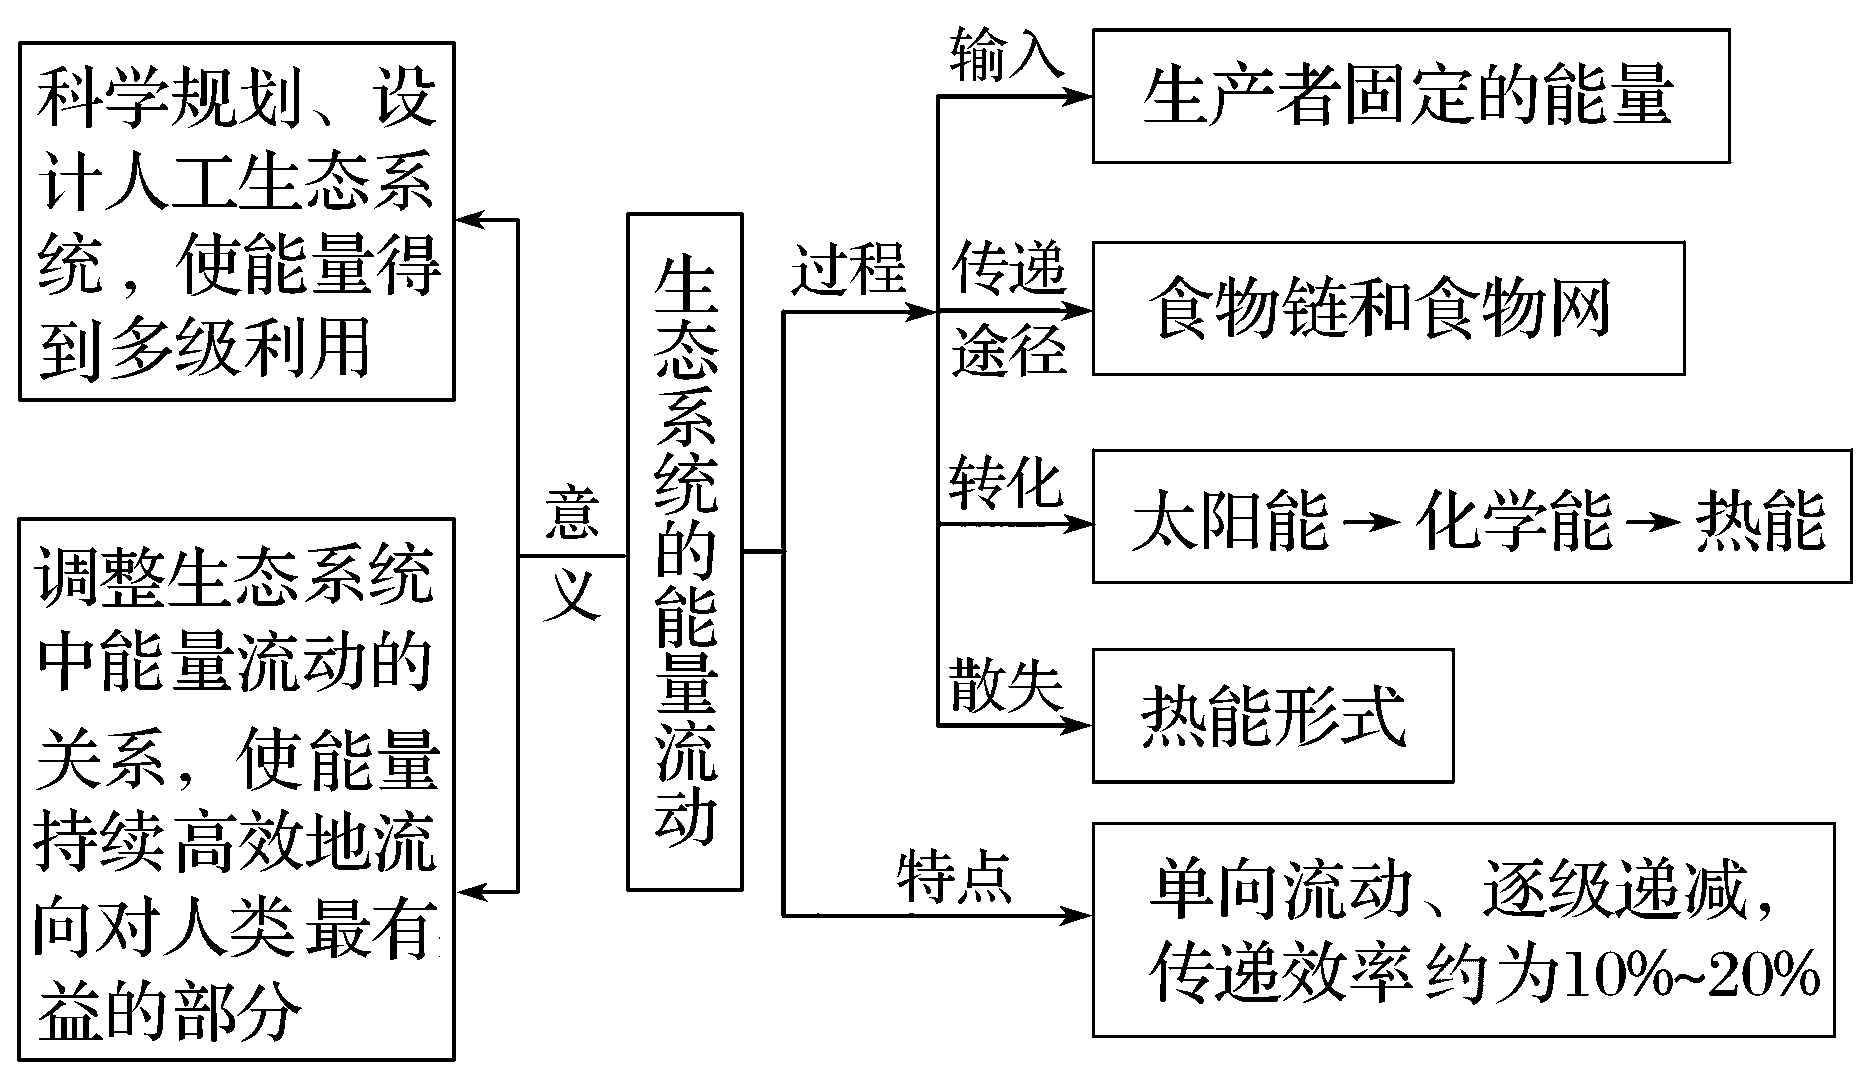 科学规划、设
计人工生态系
统，使能量得
到多级利用
调整生态系统
中能量流动的
关系，使能量
持续高效地流
向对人类最有
益的部分
意义
生态系统的能量流动
过程
输入
生产者固定的能量
传递
途径
食物链和食物网
转化
太阳能→化学能→热能
散失
热能形式
特点
单向流动、逐级递减，
传递效率约为10%~20%